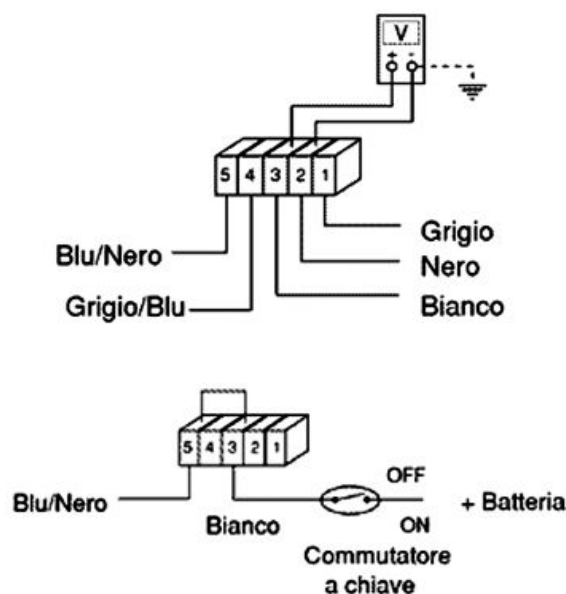 V
+ -
5 4 3 2 1
Grigio
Blu/Nero
Nero
Grigio/Blu
Bianco
5 4 3 2 1
OFF
Blu/Nero
+ Batteria
Bianco
ON
Commutatore
a chiave